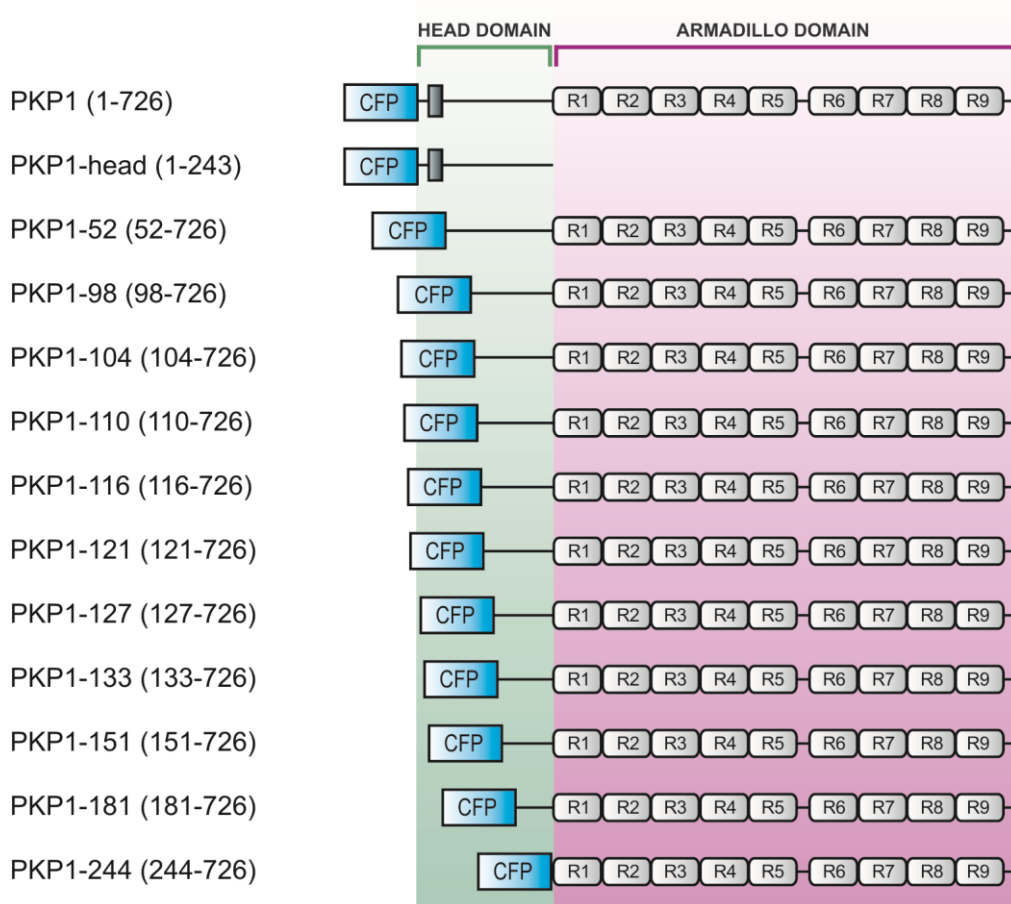 HEAD DOMAIN ARMADILLO DOMAIN
PKP1 (1-726) CFP R1 R2 R3 R4 R5 R6 R7 R8 R9
PKP1-head (1-243) CFP
PKP1-52 (52-726) CFP R1 R2 R3 R4 R5 R6 R7 R8 R9
PKP1-98 (98-726) CFP R1 R2 R3 R4 R5 R6 R7 R8 R9
PKP1-104 (104-726) CFP R1 R2 R3 R4 R5 R6 R7 R8 R9
PKP1-110 (110-726) CFP R1 R2 R3 R4 R5 R6 R7 R8 R9
PKP1-116 (116-726) CFP R1 R2 R3 R4 R5 R6 R7 R8 R9
PKP1-121 (121-726) CFP R1 R2 R3 R4 R5 R6 R7 R8 R9
PKP1-127 (127-726) CFP R1 R2 R3 R4 R5 R6 R7 R8 R9
PKP1-133 (133-726) CFP R1 R2 R3 R4 R5 R6 R7 R8 R9
PKP1-151 (151-726) CFP R1 R2 R3 R4 R5 R6 R7 R8 R9
PKP1-181 (181-726) CFP R1 R2 R3 R4 R5 R6 R7 R8 R9
PKP1-244 (244-726) CFP R1 R2 R3 R4 R5 R6 R7 R8 R9